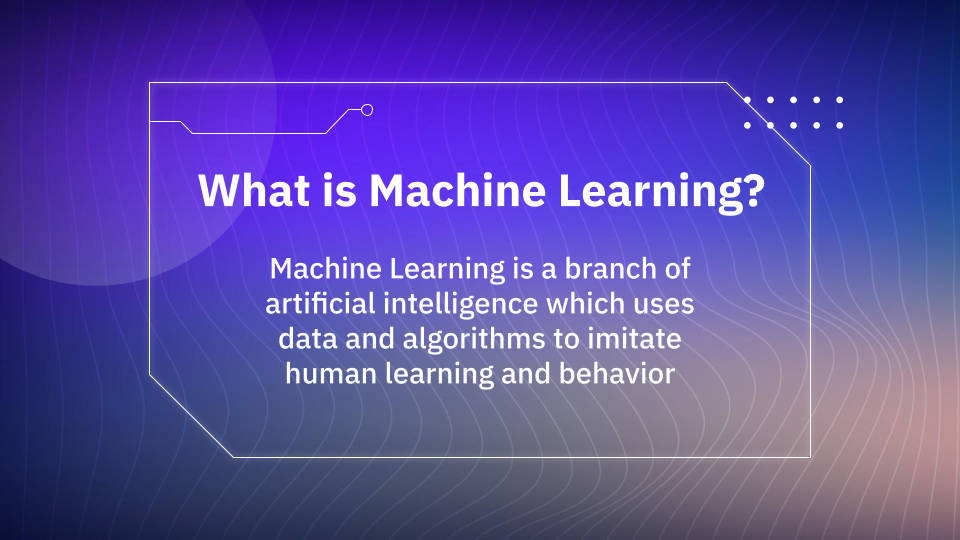 What is Machine Learning?
Machine Learning is a branch of
artificial intelligence which uses
data and algorithms to imitate
human learning and behavior